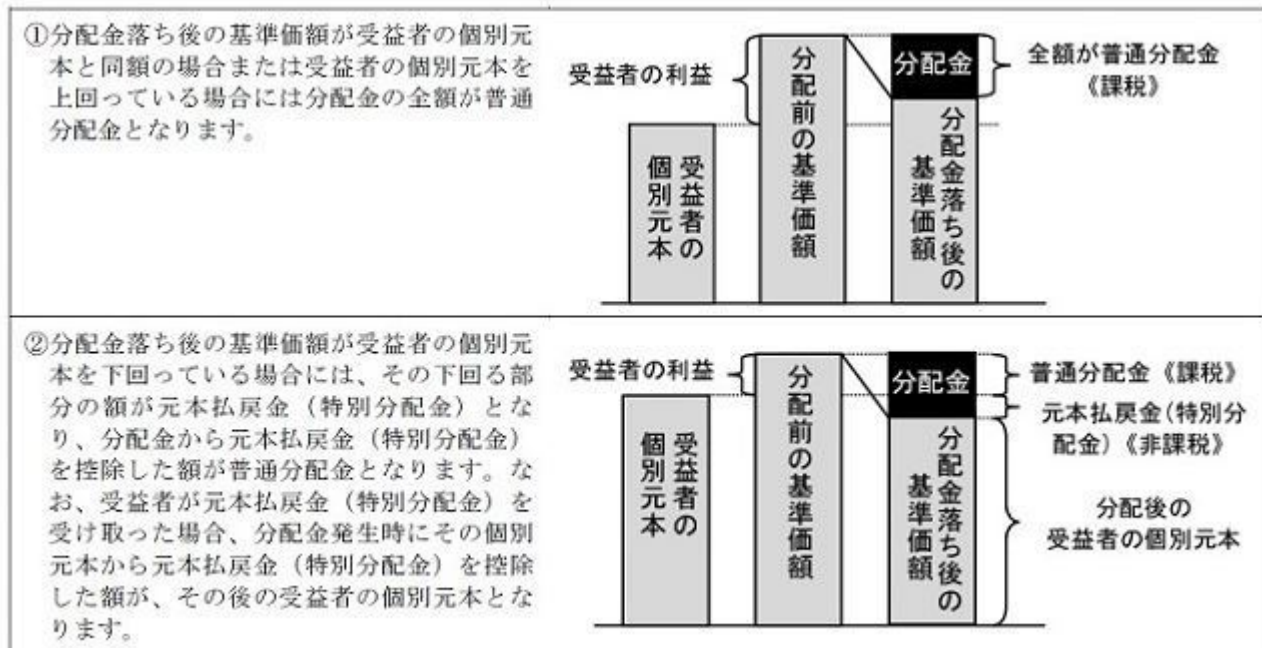 ①分配金落ち後の基準価額が受益者の個別元
本と同額の場合または受益者の個別元本を
上回っている場合には分配金の全額が普通
分配金となります。
受益者の利益
受益者の
個別元本
分配前の基準価額
分配金
分配金落ち後の
基準価額
全額が普通分配金
《課税》
②分配金落ち後の基準価額が受益者の個別元
本を下回っている場合には、その下回る部
分の額が元本払戻金（特別分配金）とな
り、分配金から元本払戻金（特別分配金）
を控除した額が普通分配金となります。な
お、受益者が元本払戻金（特別分配金）を
受け取った場合、分配金発生時にその個別
元本から元本払戻金（特別分配金）を控除
した額が、その後の受益者の個別元本とな
ります。
受益者の利益
受益者の
個別元本
分配前の基準価額
分配金
分配金落ち後の
基準価額
普通分配金《課税》
元本払戻金(特別分
配金)《非課税》
分配後の
受益者の個別元本